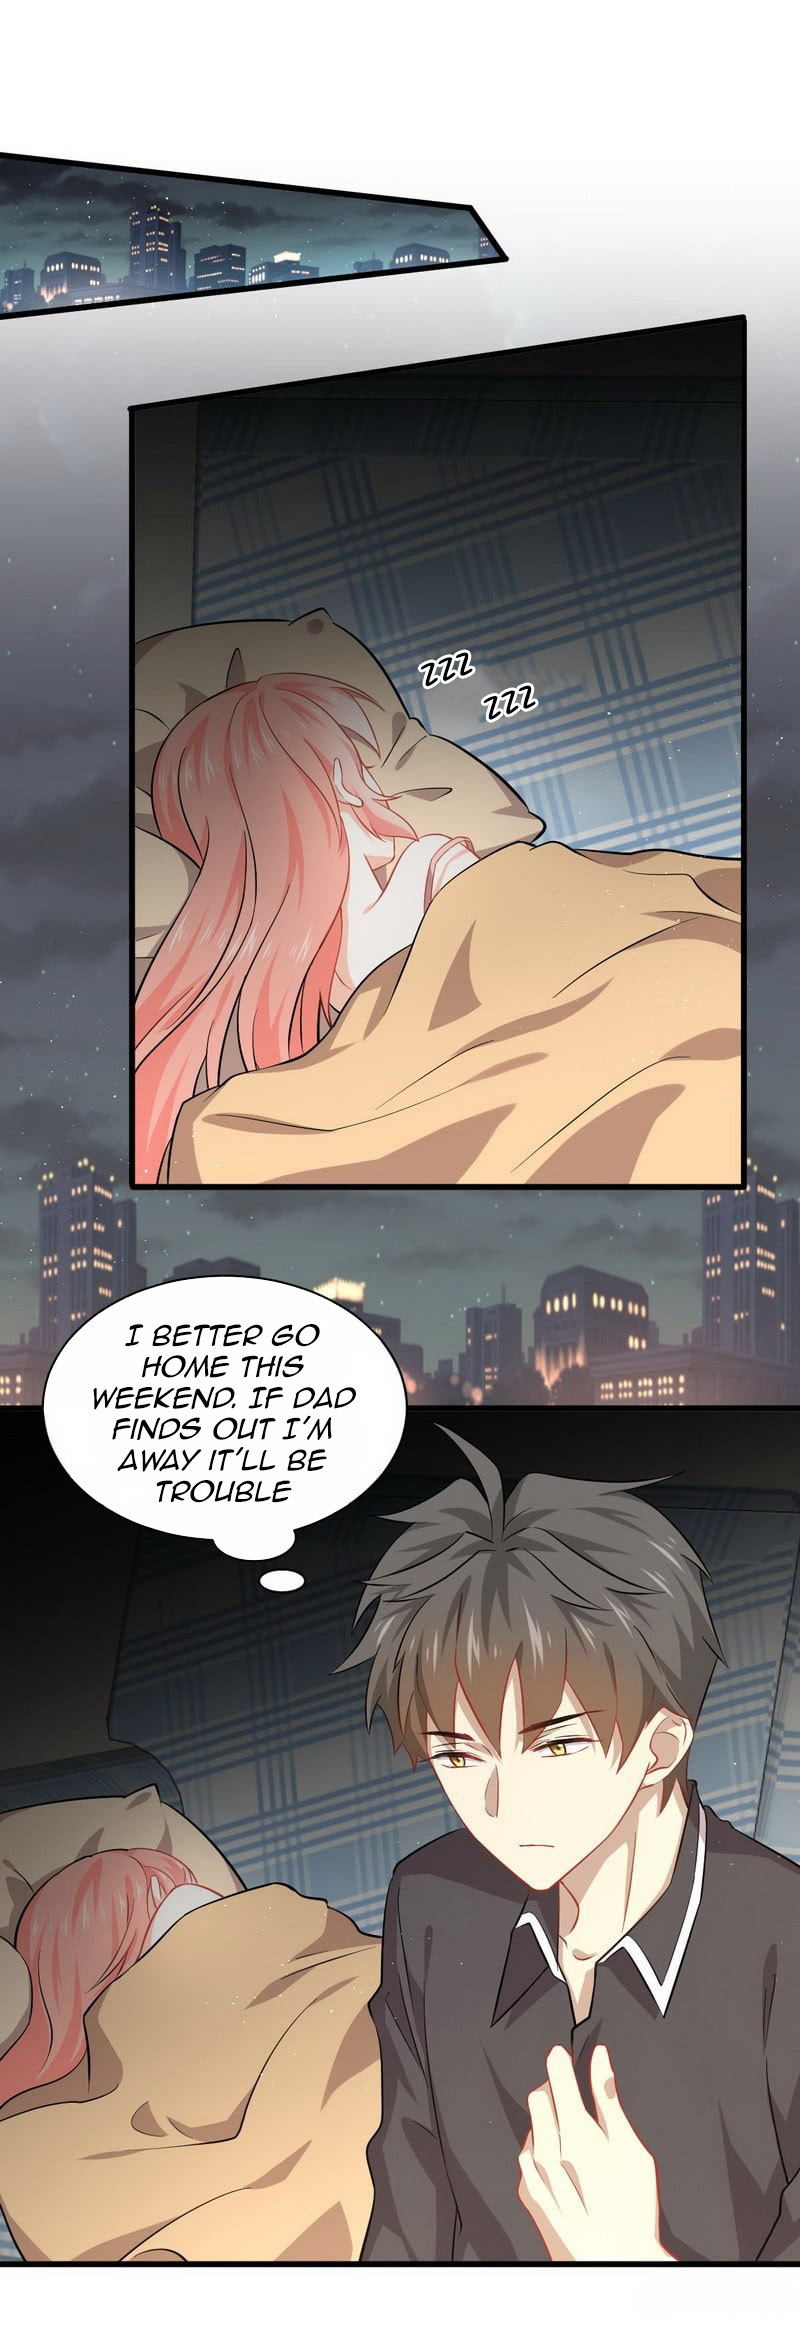 ZZZ
ZZZ
I BETTER GO
HOME THIS
WEEKEND. IF DAD
FINDS OUT I'M
AWAY IT'LL BE
TROUBLE